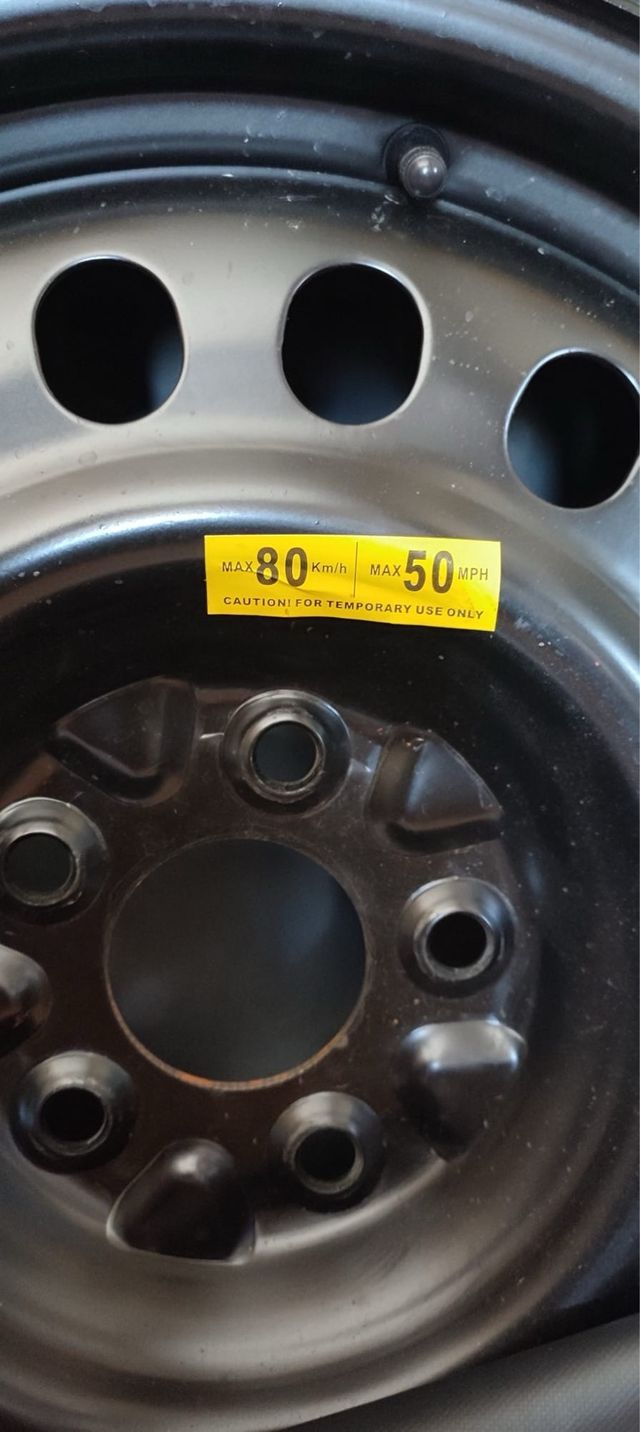 MAX 80 Km/h MAX 50 MPH
CAUTION! FOR TEMPORARY USE ONLY